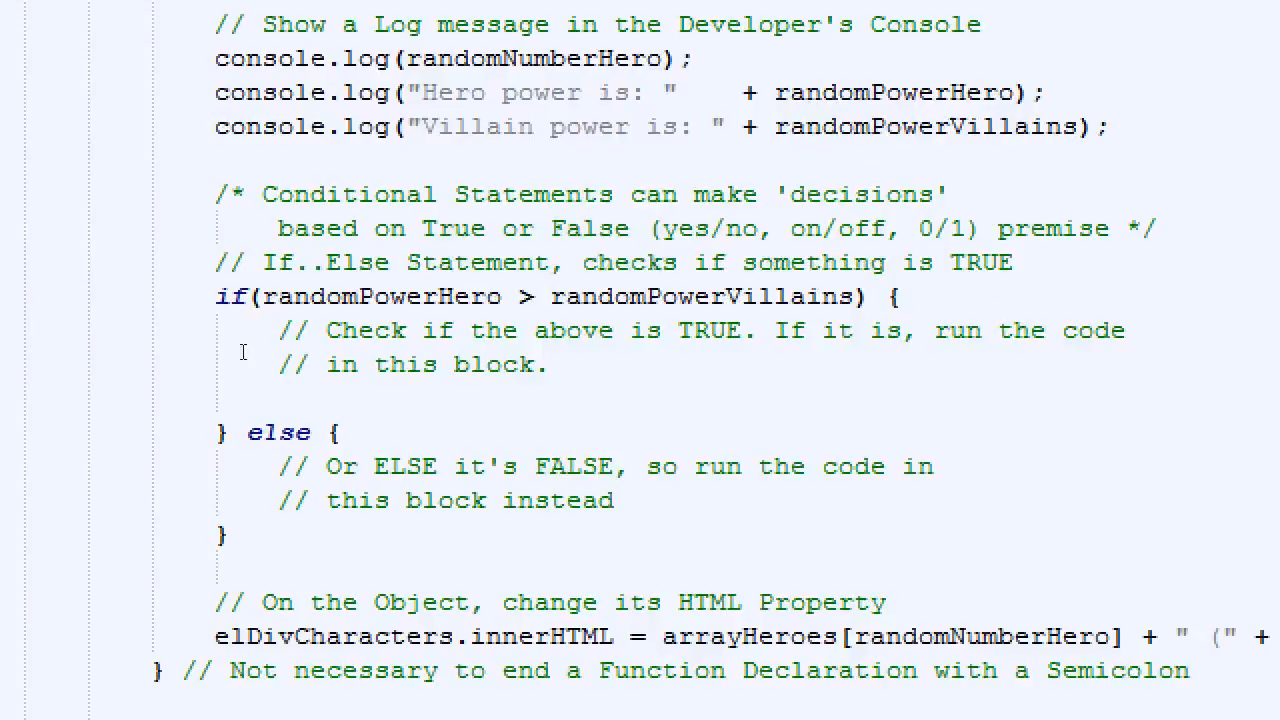 // Show a Log message in the Developer's Console
console.log(randomNumberHero);
console.log("Hero power is: "    + randomPowerHero);
console.log("Villain power is: " + randomPowerVillains);
/* Conditional Statements can make 'decisions'
based on True or False (yes/no, on/off, 0/1) premise */
// If..Else Statement, checks if something is TRUE
if(randomPowerHero > randomPowerVillains) {
// Check if the above is TRUE. If it is, run the code
// in this block.
} else {
// Or ELSE it's FALSE, so run the code in
// this block instead
}
// On the Object, change its HTML Property
elDivCharacters.innerHTML = arrayHeroes[randomNumberHero] + " (" +
} // Not necessary to end a Function Declaration with a Semicolon